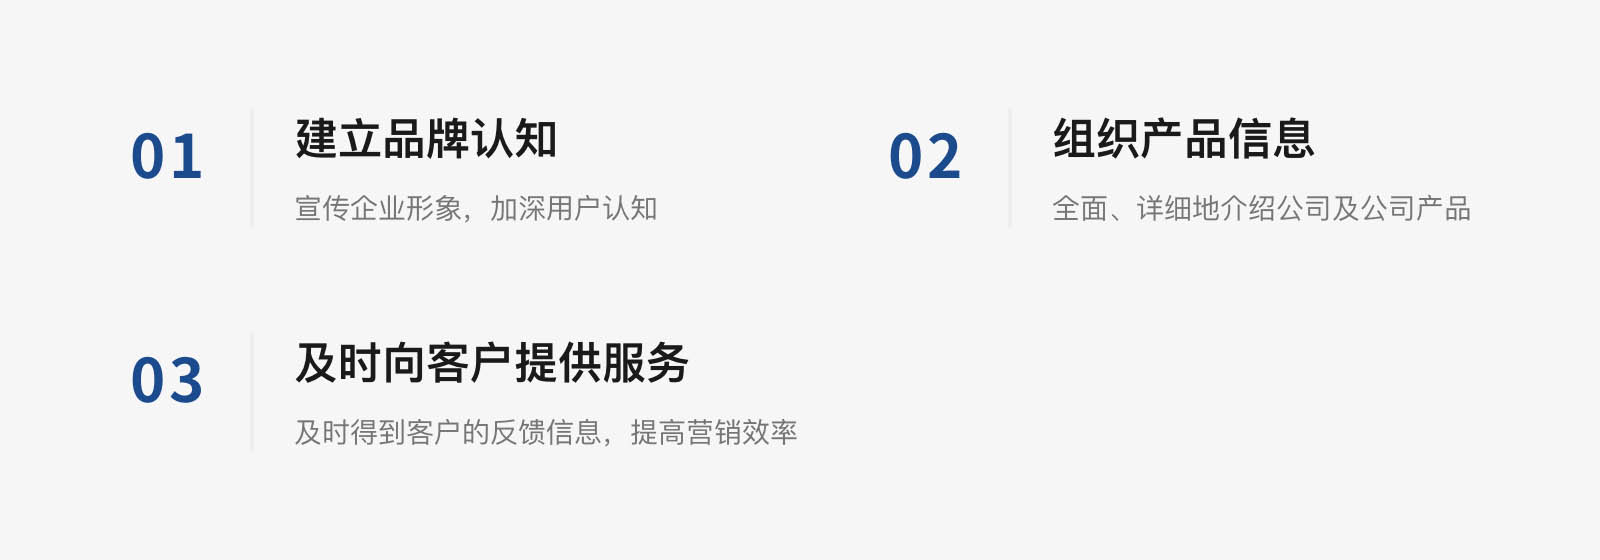 01
建立品牌认知
宣传企业形象，加深用户认知
02
组织产品信息
全面、详细地介绍公司及公司产品
03
及时向客户提供服务
及时得到客户的反馈信息，提高营销效率